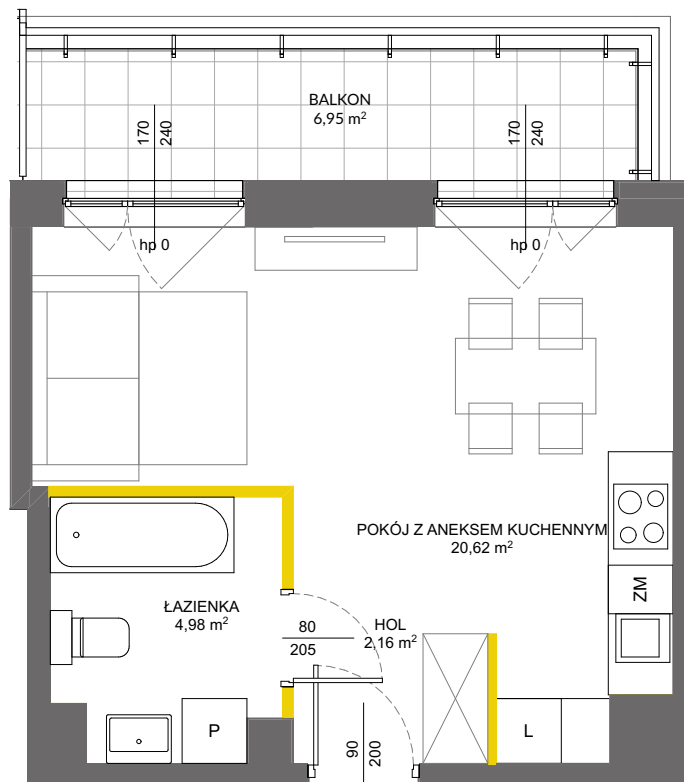 BALKON
6,95 m²
170
240
170
240
hp 0
hp 0
POKÓJ Z ANEKSEM KUCHENNYM
20,62 m²
ZM
ŁAZIENKA
4,98 m²
80
205
HOL
2,16 m²
P
90
200
L